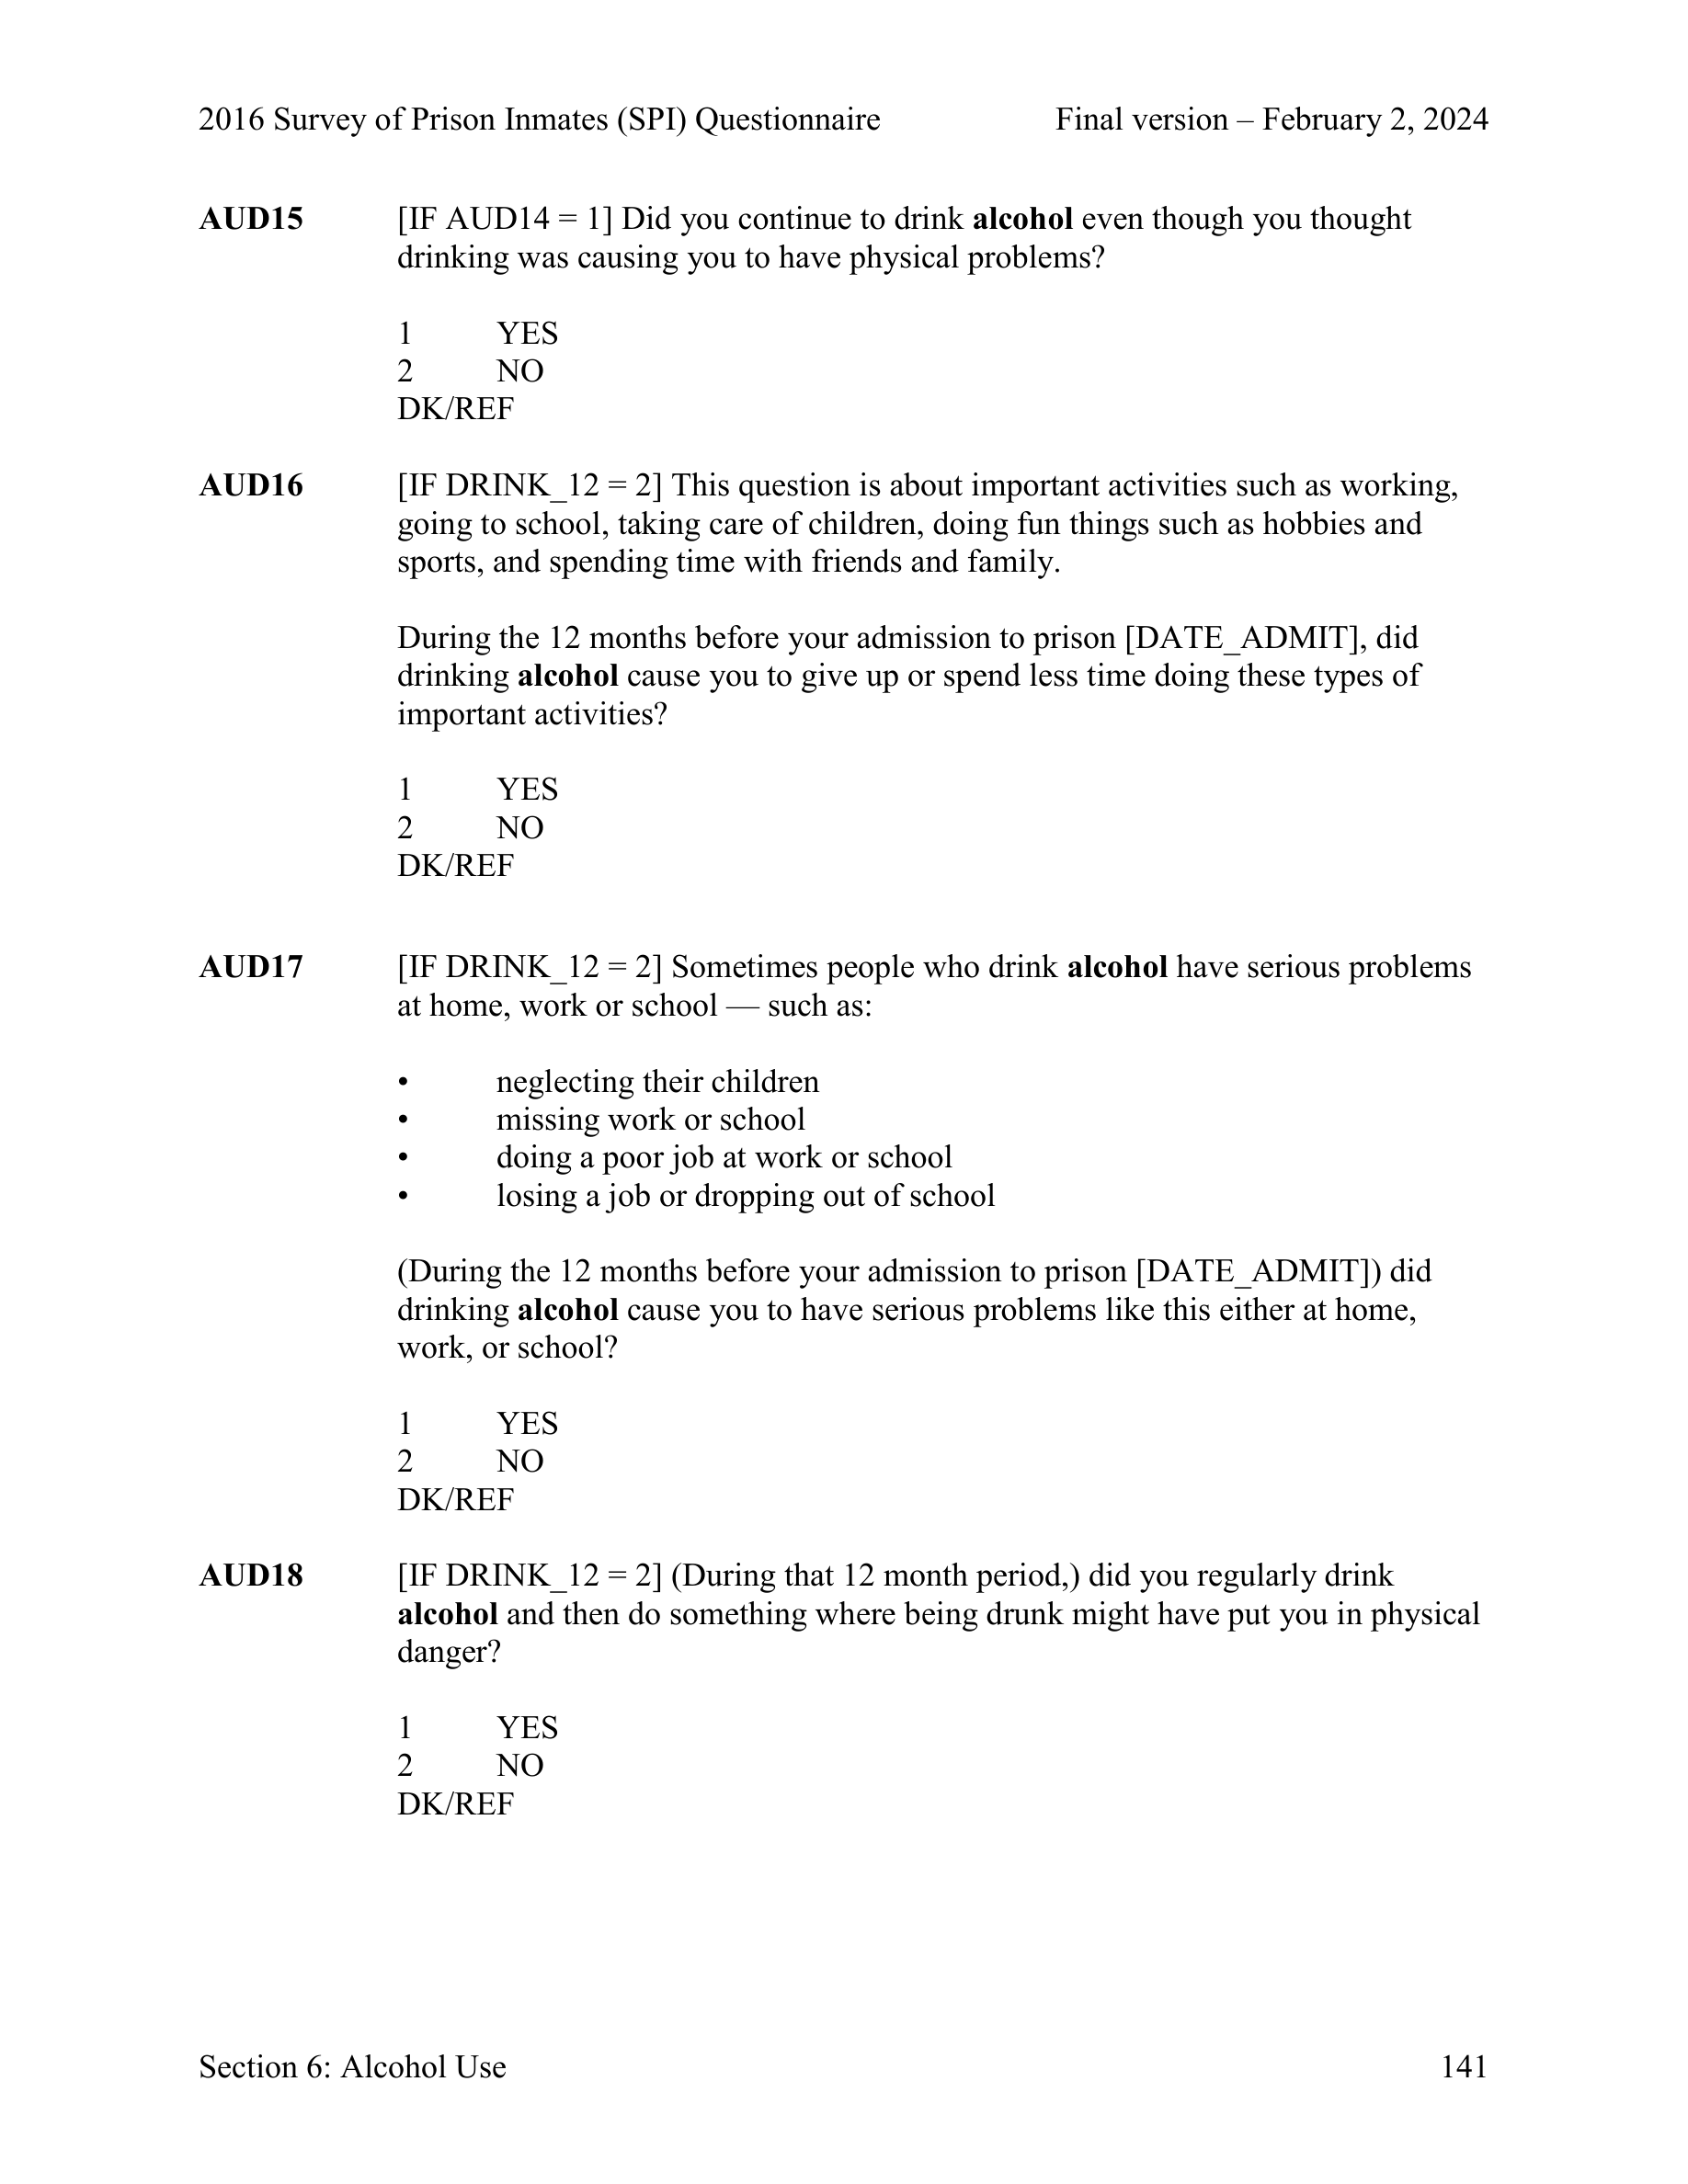 2016 Survey of Prison Inmates (SPI) Questionnaire Final version – February 2, 2024
AUD15 [IF AUD14 = 1] Did you continue to drink alcohol even though you thought
drinking was causing you to have physical problems?
1 YES
2 NO
DK/REF
AUD16 [IF DRINK_12 = 2] This question is about important activities such as working,
going to school, taking care of children, doing fun things such as hobbies and
sports, and spending time with friends and family.
During the 12 months before your admission to prison [DATE_ADMIT], did
drinking alcohol cause you to give up or spend less time doing these types of
important activities?
1 YES
2 NO
DK/REF
AUD17 [IF DRINK_12 = 2] Sometimes people who drink alcohol have serious problems
at home, work or school — such as:
• neglecting their children
• missing work or school
• doing a poor job at work or school
• losing a job or dropping out of school
(During the 12 months before your admission to prison [DATE_ADMIT]) did
drinking alcohol cause you to have serious problems like this either at home,
work, or school?
1 YES
2 NO
DK/REF
AUD18 [IF DRINK_12 = 2] (During that 12 month period,) did you regularly drink
alcohol and then do something where being drunk might have put you in physical
danger?
1 YES
2 NO
DK/REF
Section 6: Alcohol Use 141